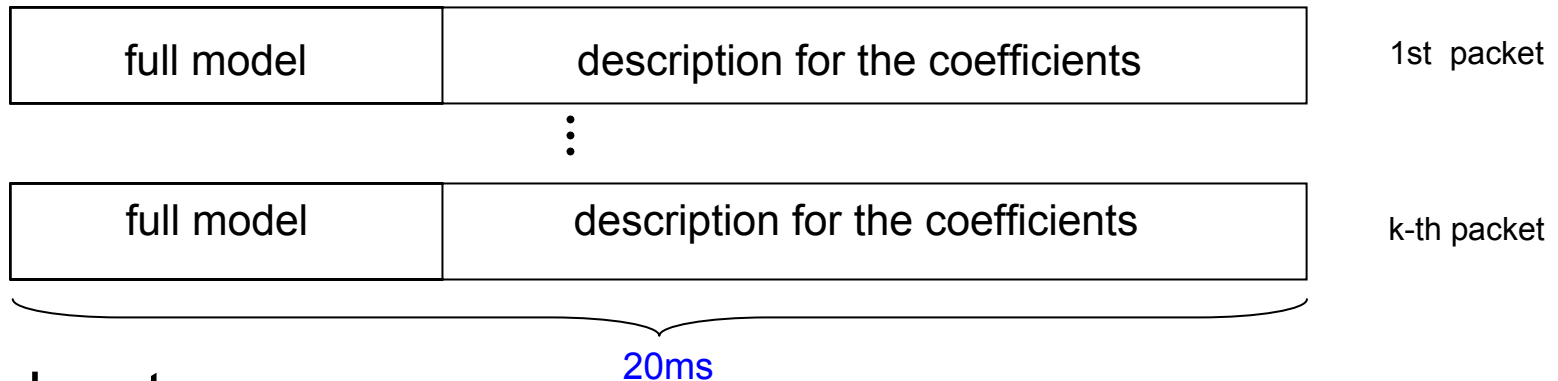 full model description for the coefficients 1st packet
full model description for the coefficients k-th packet
20ms